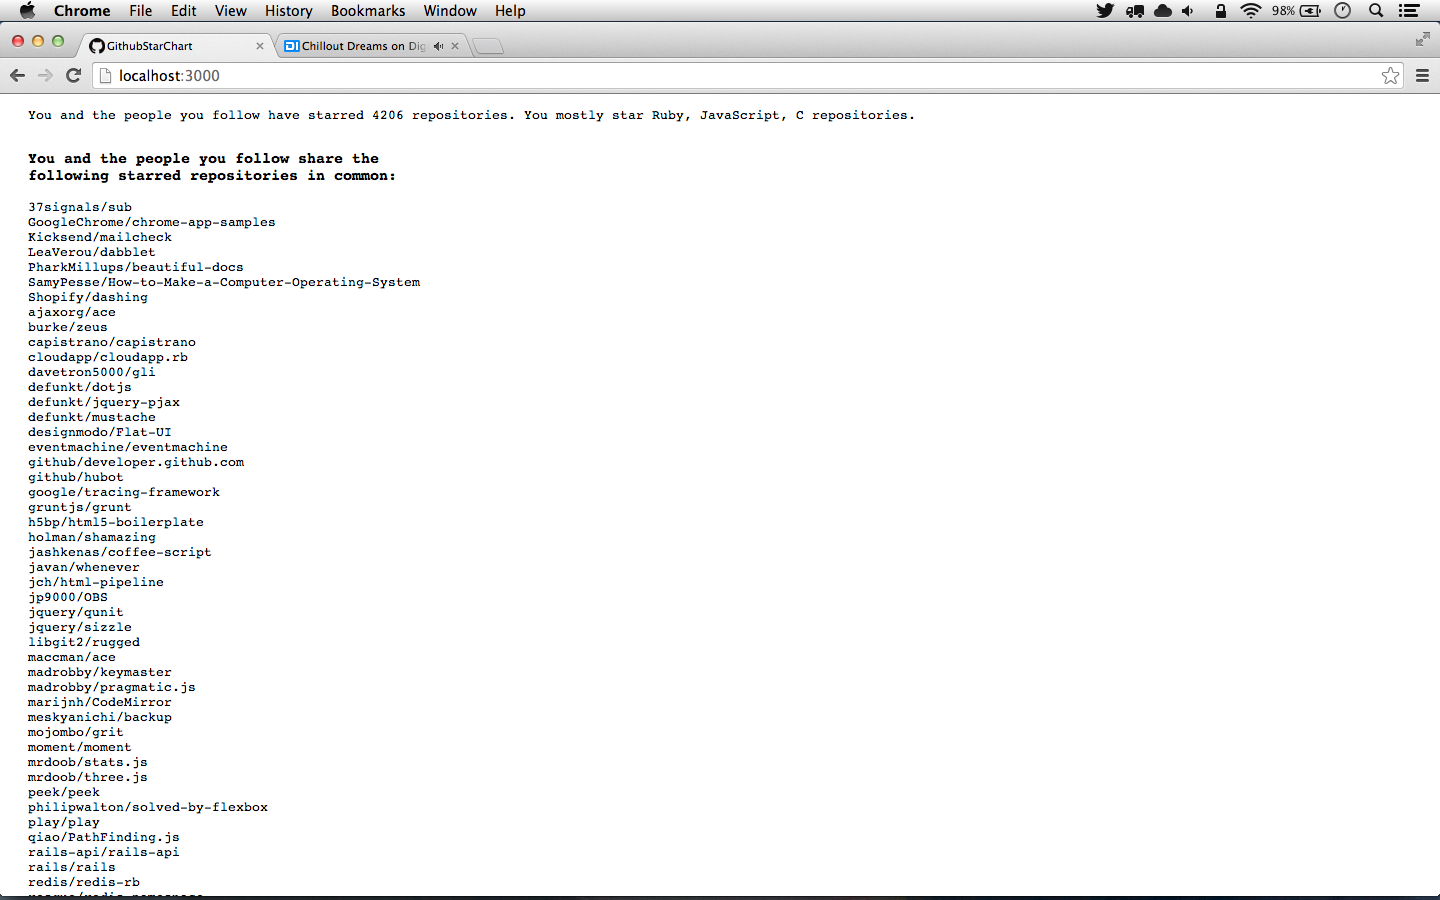 Chrome File Edit View History Bookmarks Window Help 98%
GithubStarChart Chillout Dreams on Dig
localhost:3000
You and the people you follow have starred 4206 repositories. You mostly star Ruby, JavaScript, C repositories.
You and the people you follow share the
following starred repositories in common:
37signals/sub
GoogleChrome/chrome-app-samples
Kicksend/mailcheck
LeaVerou/dabblet
PharkMillups/beautiful-docs
SamyPesse/How-to-Make-a-Computer-Operating-System
Shopify/dashing
ajaxorg/ace
burke/zeus
capistrano/capistrano
cloudapp/cloudapp.rb
davetron5000/gli
defunkt/dotjs
defunkt/jquery-pjax
defunkt/mustache
designmodo/Flat-UI
eventmachine/eventmachine
github/developer.github.com
github/hubot
google/tracing-framework
gruntjs/grunt
h5bp/html5-boilerplate
holman/shamazing
jashkenas/coffee-script
javan/whenever
jch/html-pipeline
jp9000/OBS
jquery/qunit
jquery/sizzle
libgit2/rugged
maccman/ace
madrobby/keymaster
madrobby/pragmatic.js
marijnh/CodeMirror
meskyanichi/backup
mojombo/grit
moment/moment
mrdoob/stats.js
mrdoob/three.js
peek/peek
philipwalton/solved-by-flexbox
play/play
qiao/PathFinding.js
rails-api/rails-api
rails/rails
redis/redis-rb